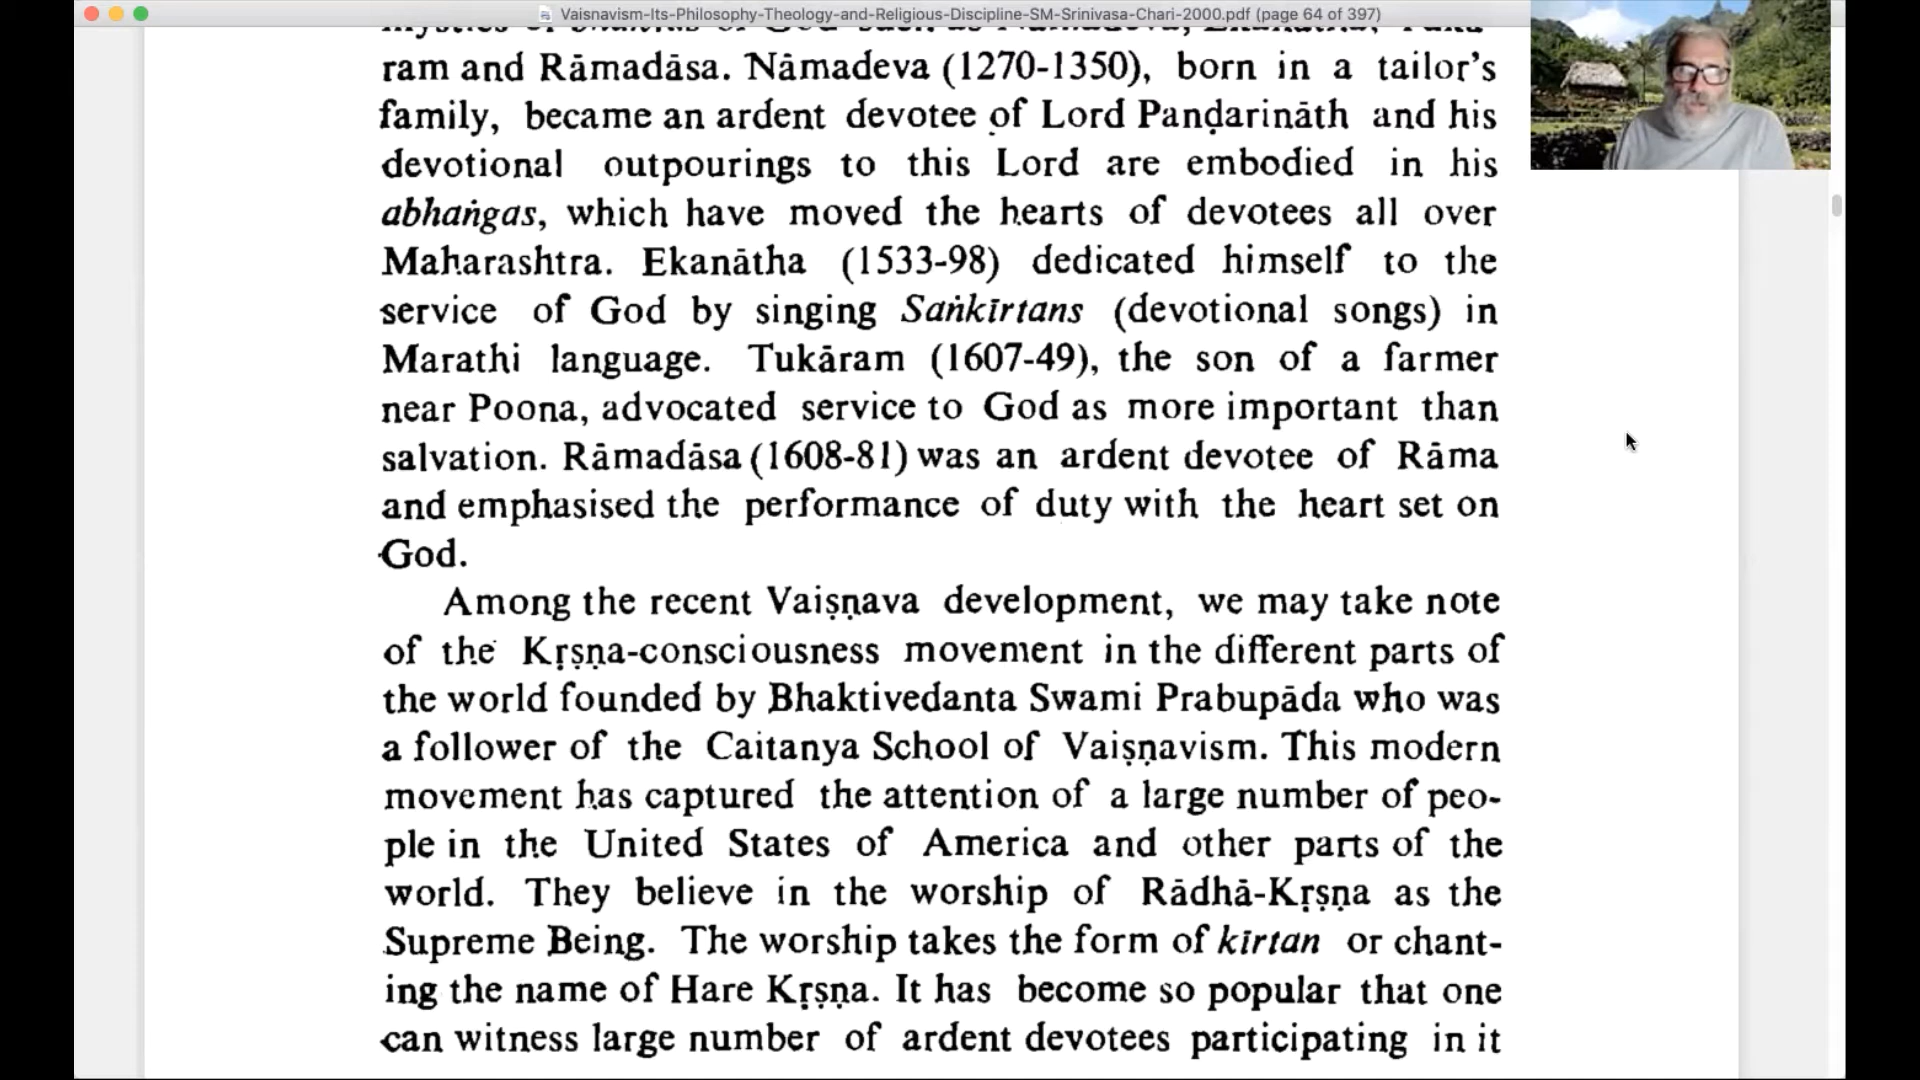 Vaisnavism-Its-Philosophy-Theology-and-Religious-Discipline-SM-Srinivasa-Chari-2000.pdf (page 64 of 397)
ram and Rāmadāsa. Nāmadeva (1270-1350), born in a tailor's
family, became an ardent devotee of Lord Panḍarināth and his
devotional outpourings to this Lord are embodied in his
abhaṅgas, which have moved the hearts of devotees all over
Maharashtra. Ekanātha (1533-98) dedicated himself to the
service of God by singing Saṅkīrtans (devotional songs) in
Marathi language. Tukāram (1607-49), the son of a farmer
near Poona, advocated service to God as more important than
salvation. Rāmadāsa (1608-81) was an ardent devotee of Rāma
and emphasised the performance of duty with the heart set on
God.
Among the recent Vaiṣṇava development, we may take note
of the Kṛṣṇa-consciousness movement in the different parts of
the world founded by Bhaktivedanta Swami Prabupāda who was
a follower of the Caitanya School of Vaiṣṇavism. This modern
movement has captured the attention of a large number of peo-
ple in the United States of America and other parts of the
world. They believe in the worship of Rādhā-Kṛṣṇa as the
Supreme Being. The worship takes the form of kīrtan or chant-
ing the name of Hare Kṛṣṇa. It has become so popular that one
can witness large number of ardent devotees participating in it